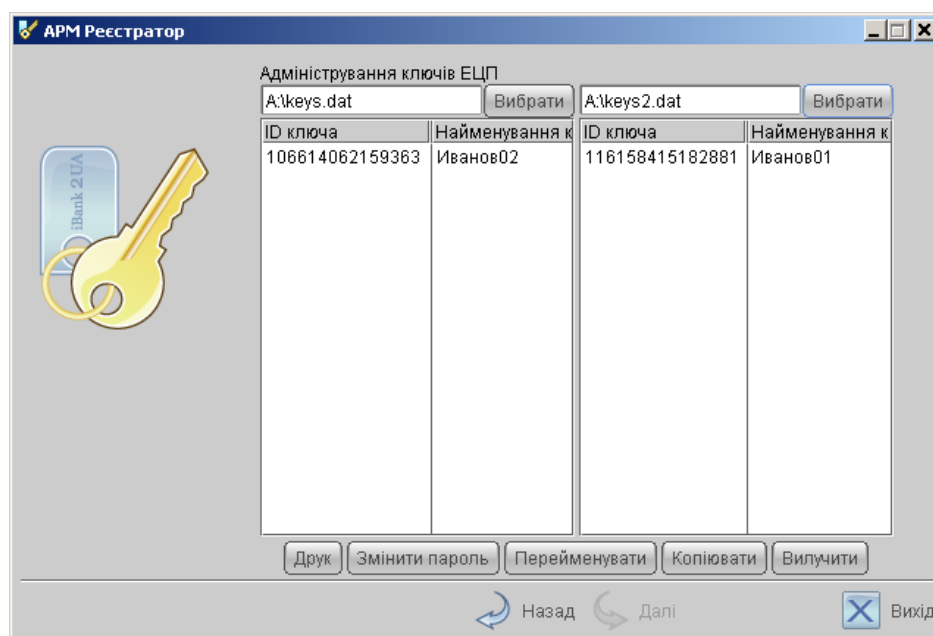 АРМ Реєстратор
Адміністрування ключів ЕЦП
A:\keys.dat Вибрати A:\keys2.dat Вибрати
ID ключа Найменування к ID ключа Найменування к
106614062159363 Иванов02 116158415182881 Иванов01
iBank 2 UA
Друк Змінити пароль Перейменувати Копіювати Вилучити
Назад Далі Вихід